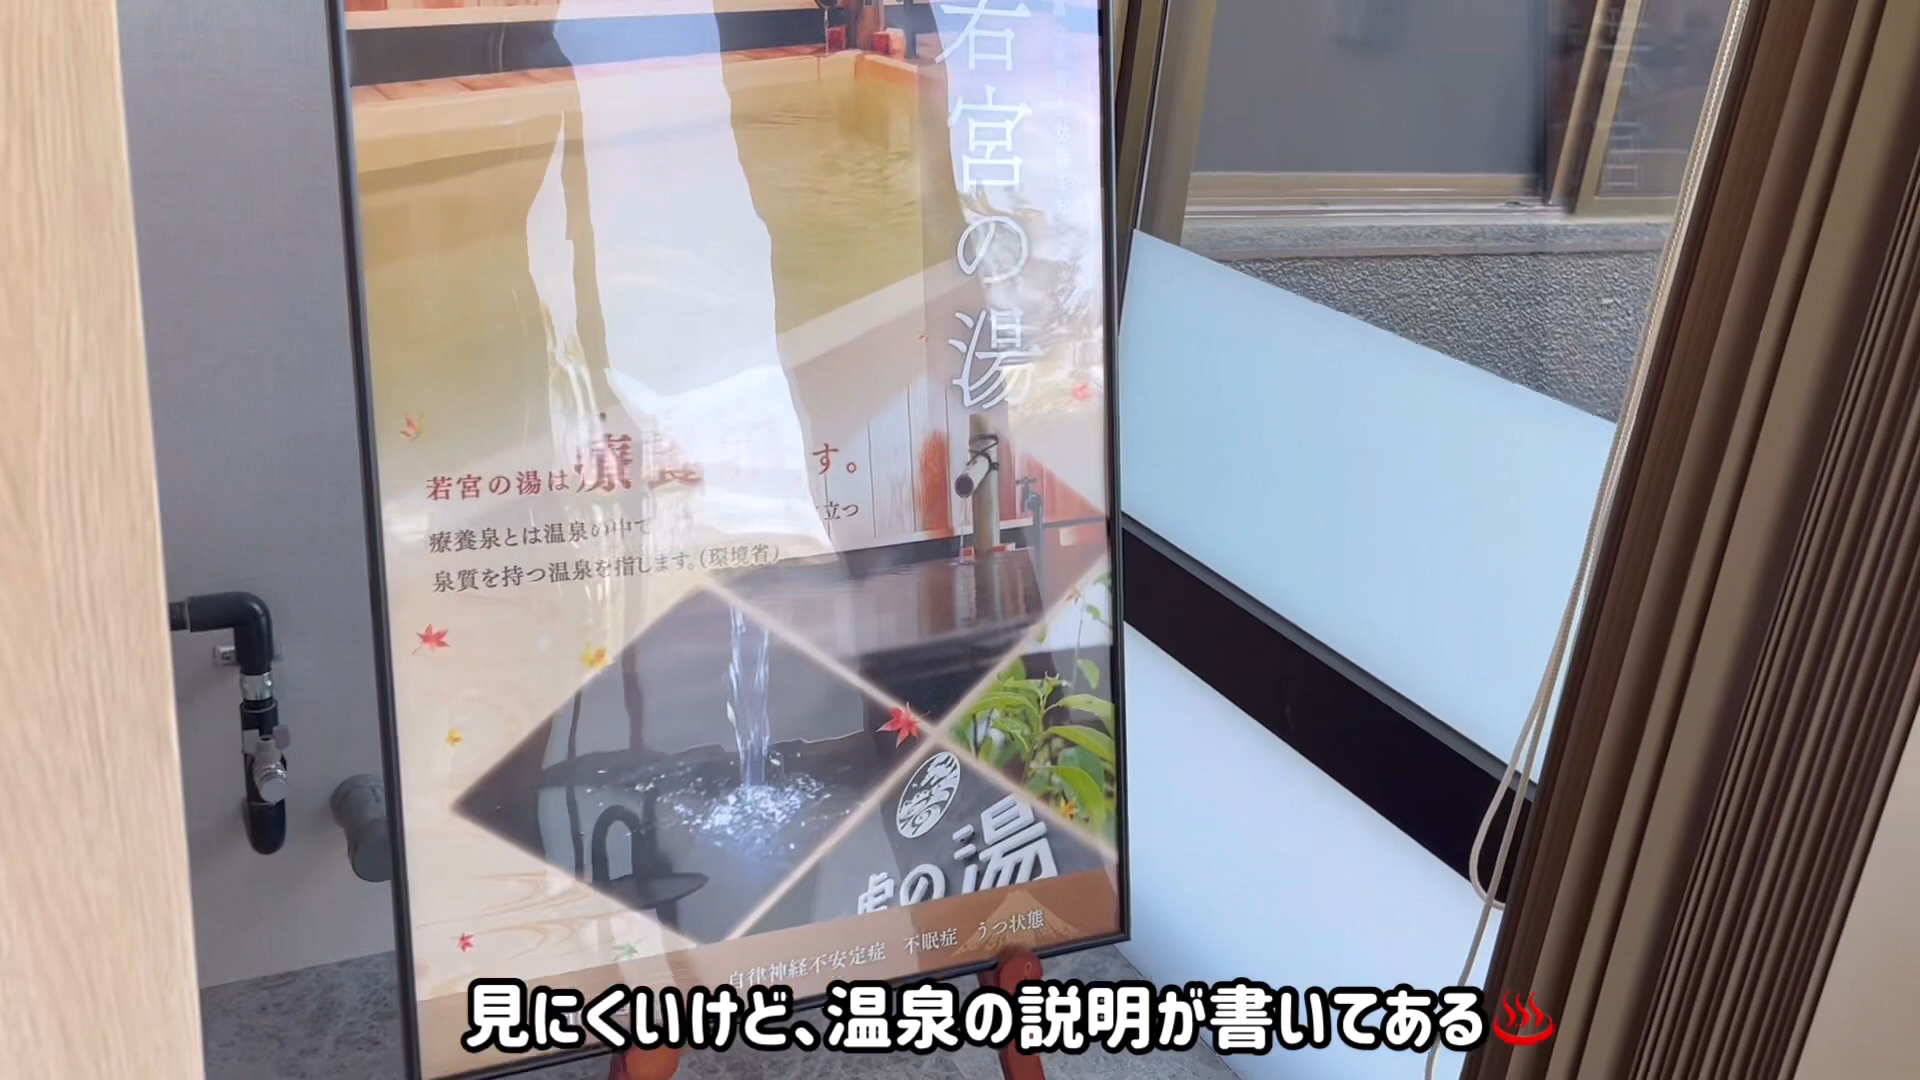 若宮の湯
若宮の湯は療養 す。
療養泉とは温泉の中で 立つ
泉質を持つ温泉を指します。(環境省)
虎の湯
自律神経不安定症 不眠症 うつ状態
見にくいけど、温泉の説明が書いてある♨